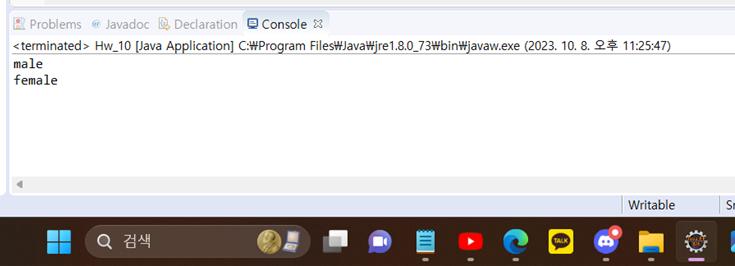 Problems Javadoc Declaration Console
<terminated> Hw_10 [Java Application] C:₩Program Files₩Java₩jre1.8.0_73₩bin₩javaw.exe (2023. 10. 8. 오후 11:25:47)
male
female
Writable
검색
TALK